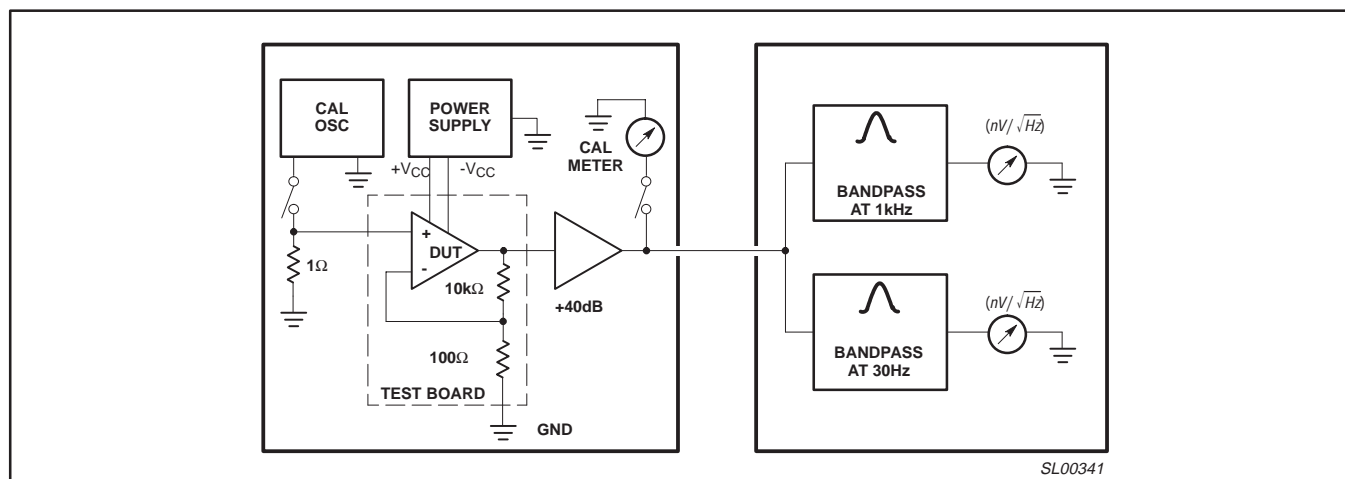 CAL
OSC
POWER
SUPPLY
CAL
METER
+VCC
-VCC
+
DUT
-
1Ω
10kΩ
100Ω
+40dB
TEST BOARD
GND
BANDPASS
AT 1kHz
(nV/√Hz)
BANDPASS
AT 30Hz
(nV/√Hz)
SL00341